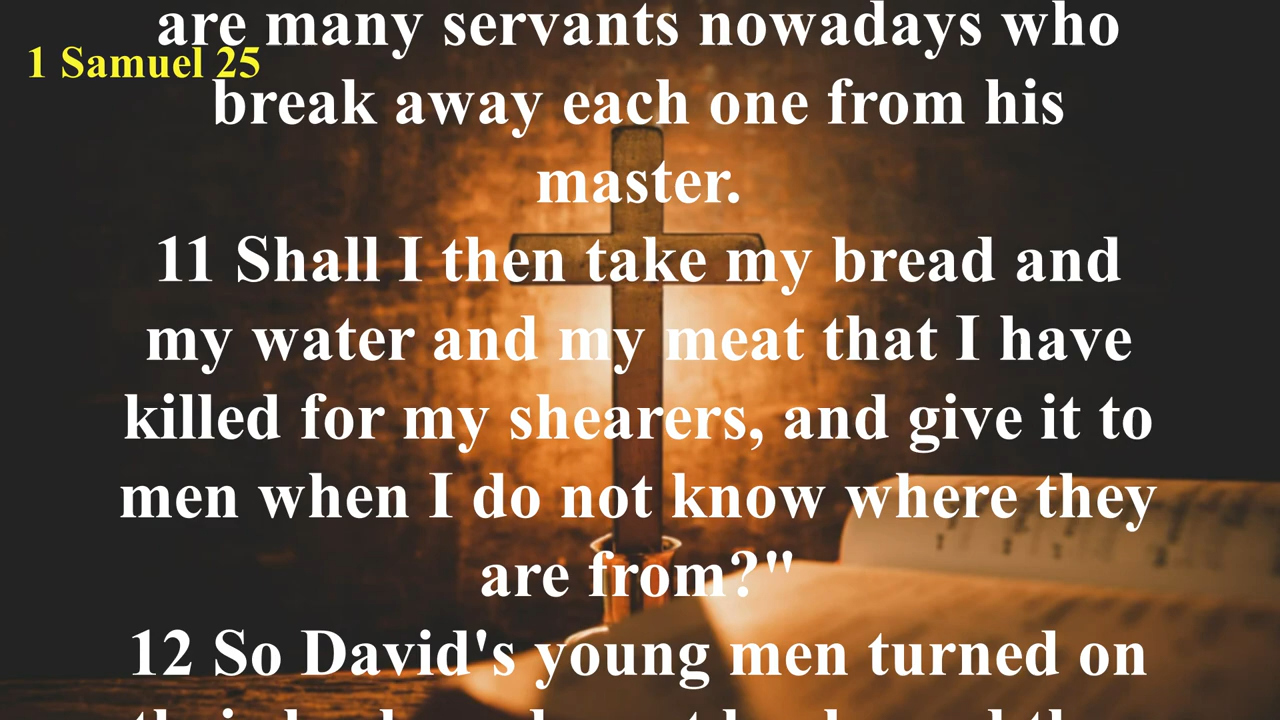 are many servants nowadays who
1 Samuel 25
break away each one from his
master.
11 Shall I then take my bread and
my water and my meat that I have
killed for my shearers, and give it to
men when I do not know where they
are from?"
12 So David's young men turned on